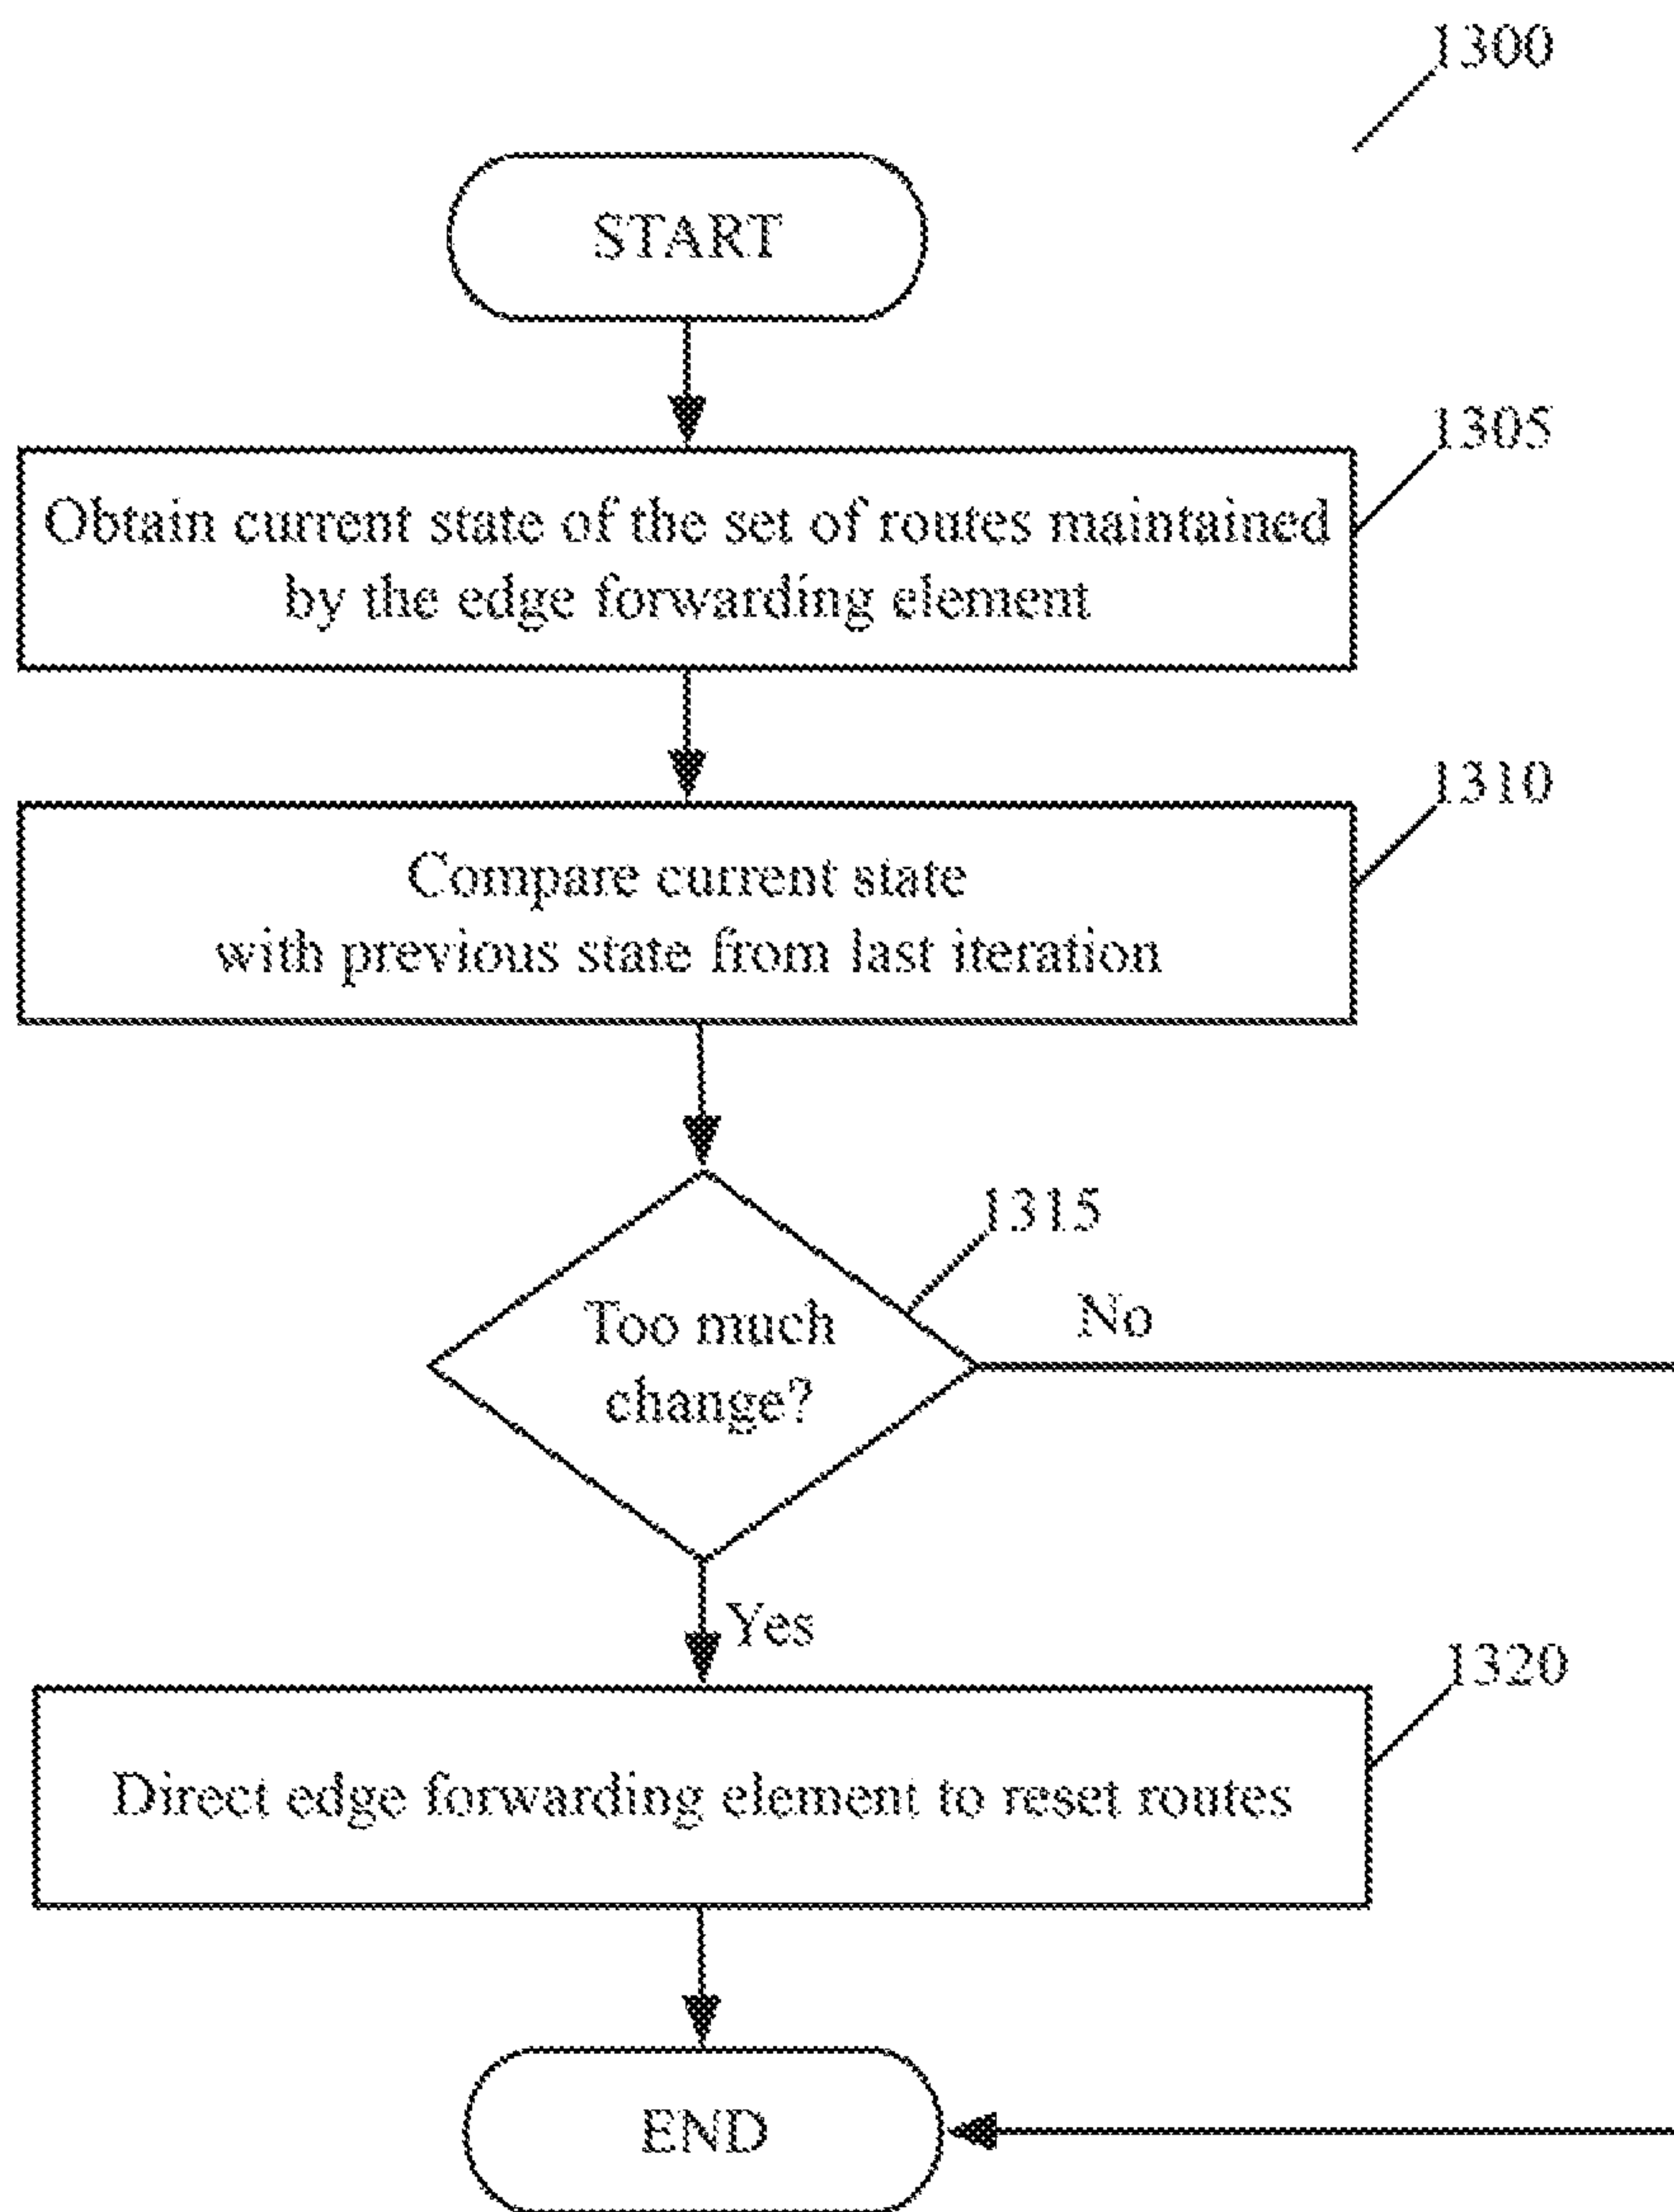 1300
START
1305
Obtain current state of the set of routes maintained
by the edge forwarding element
1310
Compare current state
with previous state from last iteration
1315
Too much
change?
No
Yes
1320
Direct edge forwarding element to reset routes
END